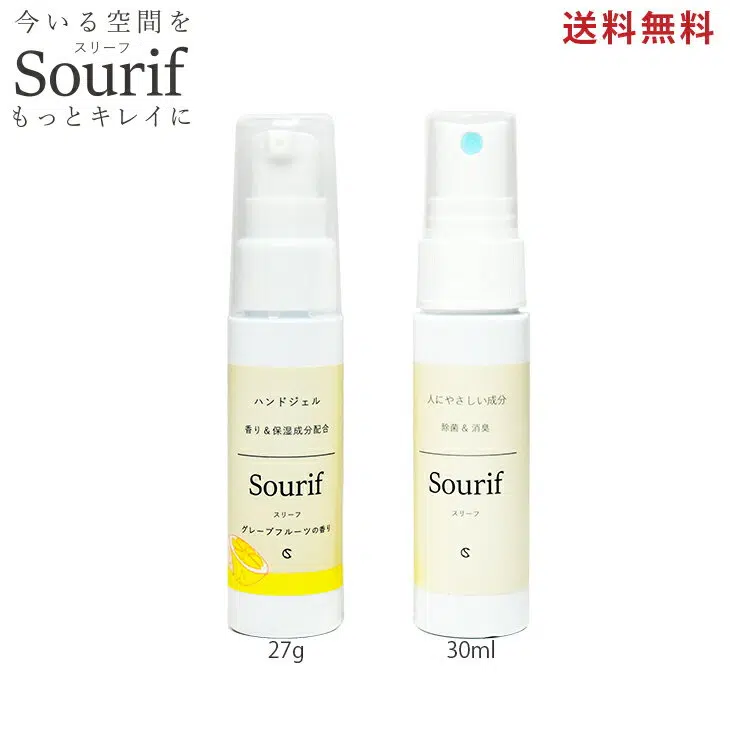 今いる空間を
スリーフ
Sourif
もっとキレイに
送料無料
ハンドジェル
香り&保湿成分配合
Sourif
スリーフ
グレープフルーツの香り
27g
人にやさしい成分
除菌&消臭
Sourif
スリーフ
30ml